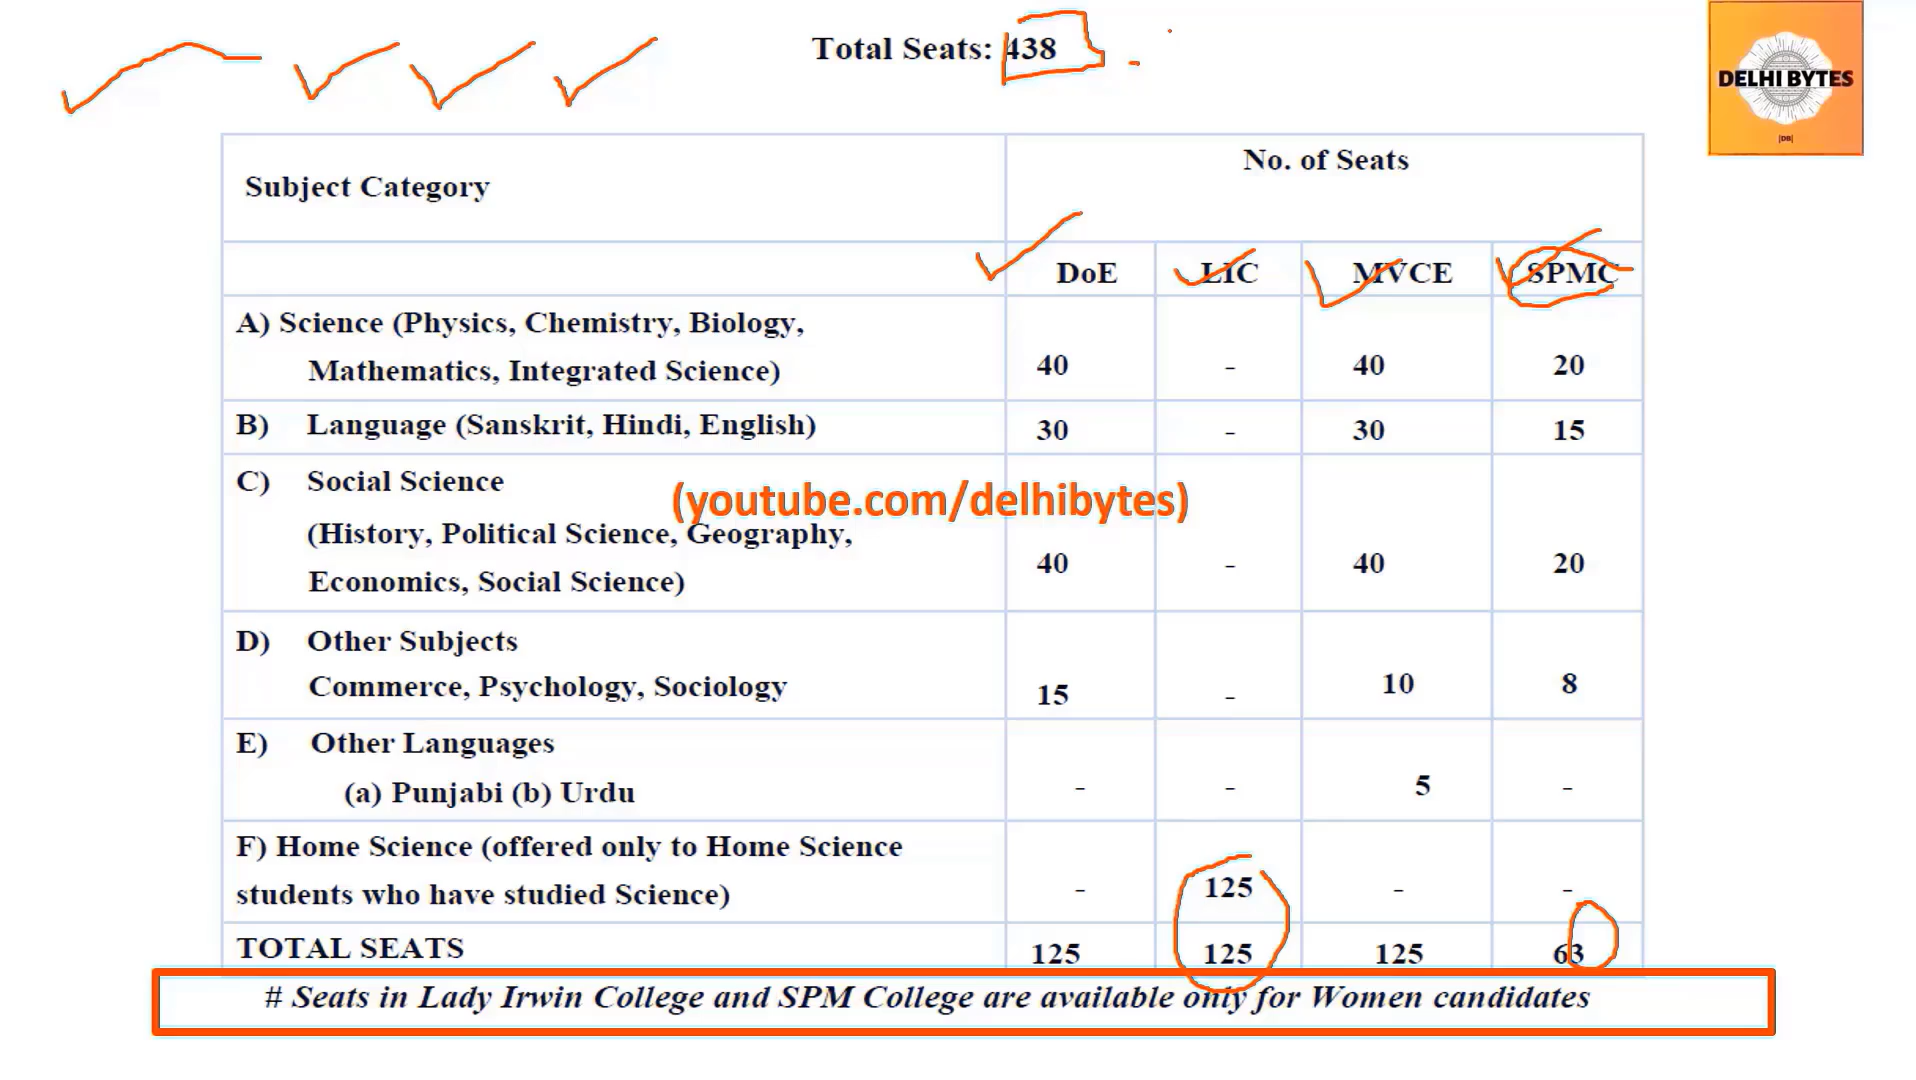 Total Seats: 438
DELHI BYTES
|DB|
Subject Category
No. of Seats
DoE LIC MVCE SPMC
A) Science (Physics, Chemistry, Biology,
Mathematics, Integrated Science)
40 - 40 20
B) Language (Sanskrit, Hindi, English)
30 - 30 15
C) Social Science
(youtube.com/delhibytes)
(History, Political Science, Geography,
Economics, Social Science)
40 - 40 20
D) Other Subjects
Commerce, Psychology, Sociology
15 - 10 8
E) Other Languages
(a) Punjabi (b) Urdu
- - 5 -
F) Home Science (offered only to Home Science
students who have studied Science)
- 125 - -
TOTAL SEATS 125 125 125 63
# Seats in Lady Irwin College and SPM College are available only for Women candidates